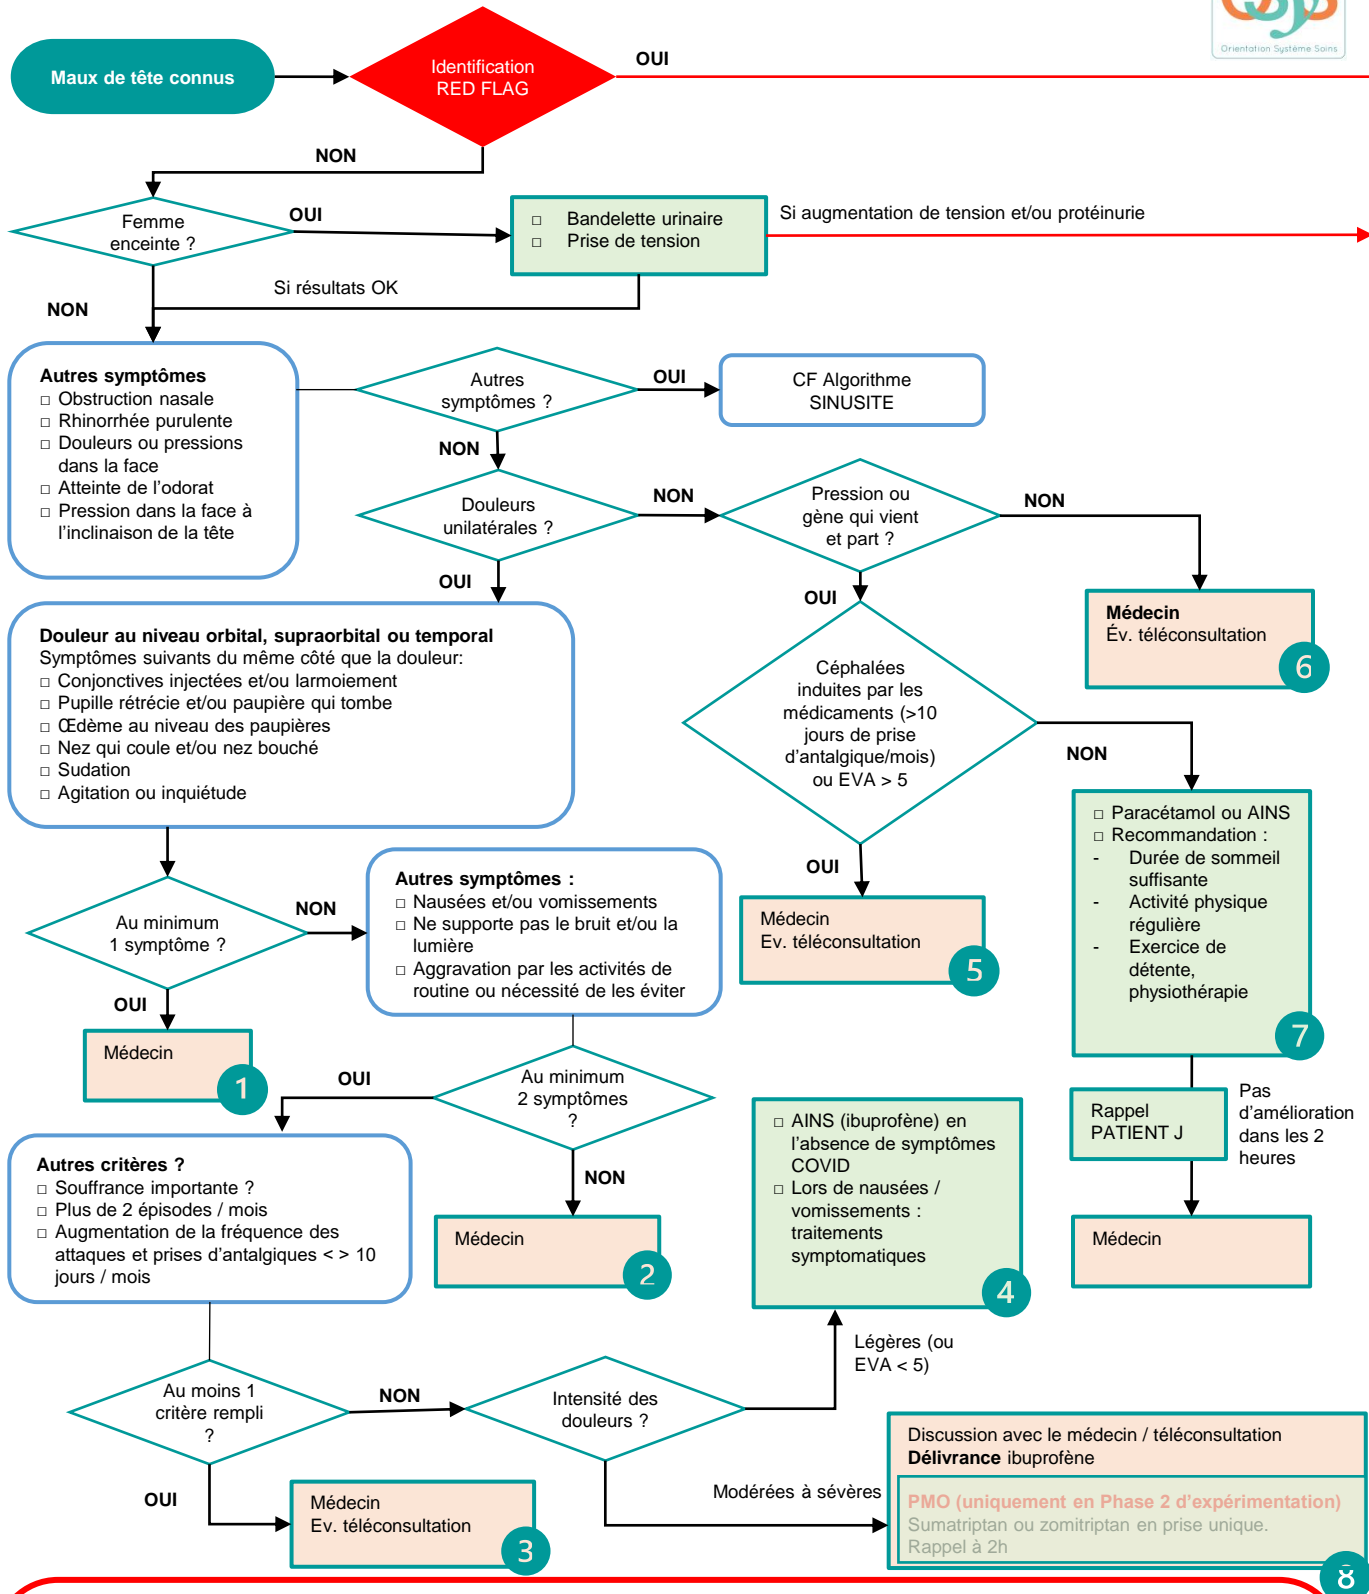 Orientation Système Soins
Maux de tête connus
Identification
RED FLAG
OUI
NON
Femme
enceinte ?
OUI
□ Bandelette urinaire
□ Prise de tension
Si augmentation de tension et/ou protéinurie
Si résultats OK
NON
Autres symptômes
□ Obstruction nasale
□ Rhinorrhée purulente
□ Douleurs ou pressions
dans la face
□ Atteinte de l'odorat
□ Pression dans la face à
l'inclinaison de la tête
Autres
symptômes ?
OUI
CF Algorithme
SINUSITE
NON
Douleurs
unilatérales ?
NON
Pression ou
gène qui vient
et part ?
NON
OUI
OUI
Médecin
Év. téléconsultation
6
Douleur au niveau orbital, supraorbital ou temporal
Symptômes suivants du même côté que la douleur:
□ Conjonctives injectées et/ou larmoiement
□ Pupille rétrécie et/ou paupière qui tombe
□ Œdème au niveau des paupières
□ Nez qui coule et/ou nez bouché
□ Sudation
□ Agitation ou inquiétude
Céphalées
induites par les
médicaments (>10
jours de prise
d'antalgique/mois)
ou EVA > 5
NON
OUI
□ Paracétamol ou AINS
□ Recommandation :
- Durée de sommeil
suffisante
- Activité physique
régulière
- Exercice de
détente,
physiothérapie
7
Au minimum
1 symptôme ?
NON
Autres symptômes :
□ Nausées et/ou vomissements
□ Ne supporte pas le bruit et/ou la
lumière
□ Aggravation par les activités de
routine ou nécessité de les éviter
Médecin
Ev. téléconsultation
5
OUI
Médecin
1
OUI
Au minimum
2 symptômes
?
NON
□ AINS (ibuprofène) en
l'absence de symptômes
COVID
□ Lors de nausées /
vomissements :
traitements
symptomatiques
4
Rappel
PATIENT J
Pas
d'amélioration
dans les 2
heures
Médecin
Autres critères ?
□ Souffrance importante ?
□ Plus de 2 épisodes / mois
□ Augmentation de la fréquence des
attaques et prises d'antalgiques < > 10
jours / mois
Médecin
2
Légères (ou
EVA < 5)
Au moins 1
critère rempli
?
NON
Intensité des
douleurs ?
OUI
Médecin
Ev. téléconsultation
3
Modérées à sévères
Discussion avec le médecin / téléconsultation
Délivrance ibuprofène
PMO (uniquement en Phase 2 d'expérimentation)
Sumatriptan ou zomitriptan en prise unique.
Rappel à 2h
8